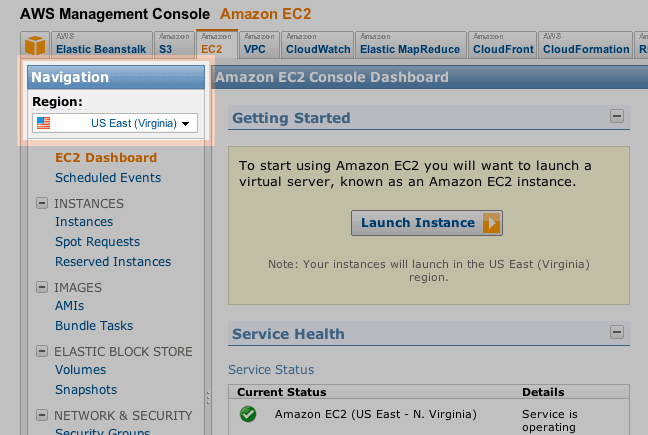 AWS Management Console Amazon EC2
AWS
Elastic Beanstalk
Amazon
S3
Amazon
EC2
Amazon
VPC
Amazon
CloudWatch
Amazon
Elastic MapReduce
Amazon
CloudFront
AWS
CloudFormation
Amazon
Navigation
Region:
US East (Virginia)
EC2 Dashboard
Scheduled Events
INSTANCES
Instances
Spot Requests
Reserved Instances
IMAGES
AMIs
Bundle Tasks
ELASTIC BLOCK STORE
Volumes
Snapshots
NETWORK & SECURITY
Security Groups
Amazon EC2 Console Dashboard
Getting Started
To start using Amazon EC2 you will want to launch a
virtual server, known as an Amazon EC2 instance.
Launch Instance
Note: Your instances will launch in the US East (Virginia)
region.
Service Health
Service Status
Current Status Details
Amazon EC2 (US East - N. Virginia) Service is
operating